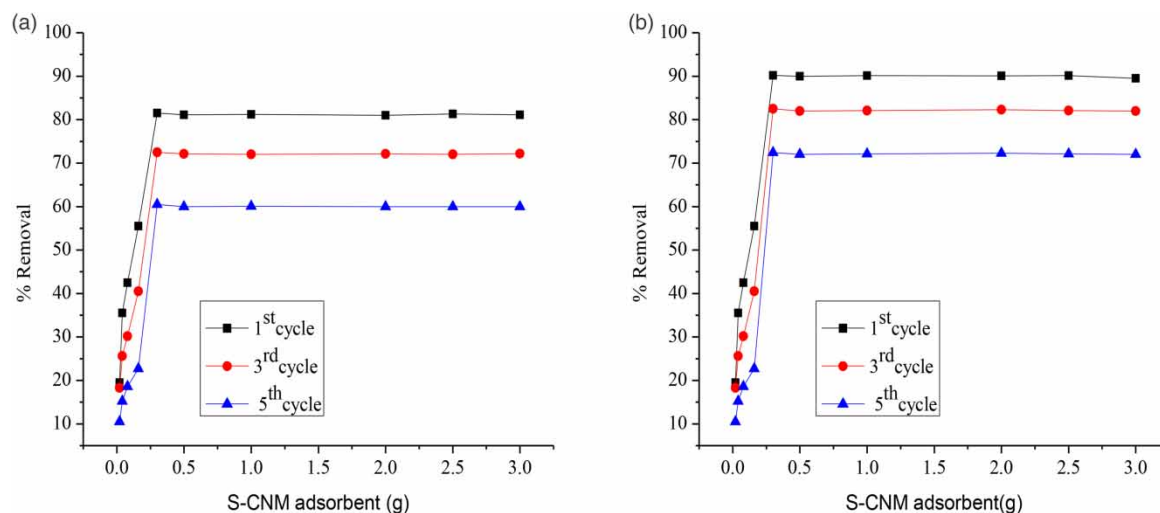 (a)
100
90
80
70
60
50
40
30
20
10
% Removal
1st cycle
3rd cycle
5th cycle
0.0 0.5 1.0 1.5 2.0 2.5 3.0
S-CNM adsorbent (g)
(b)
100
90
80
70
60
50
40
30
20
10
% Removal
1st cycle
3rd cycle
5th cycle
0.0 0.5 1.0 1.5 2.0 2.5 3.0
S-CNM adsorbent(g)